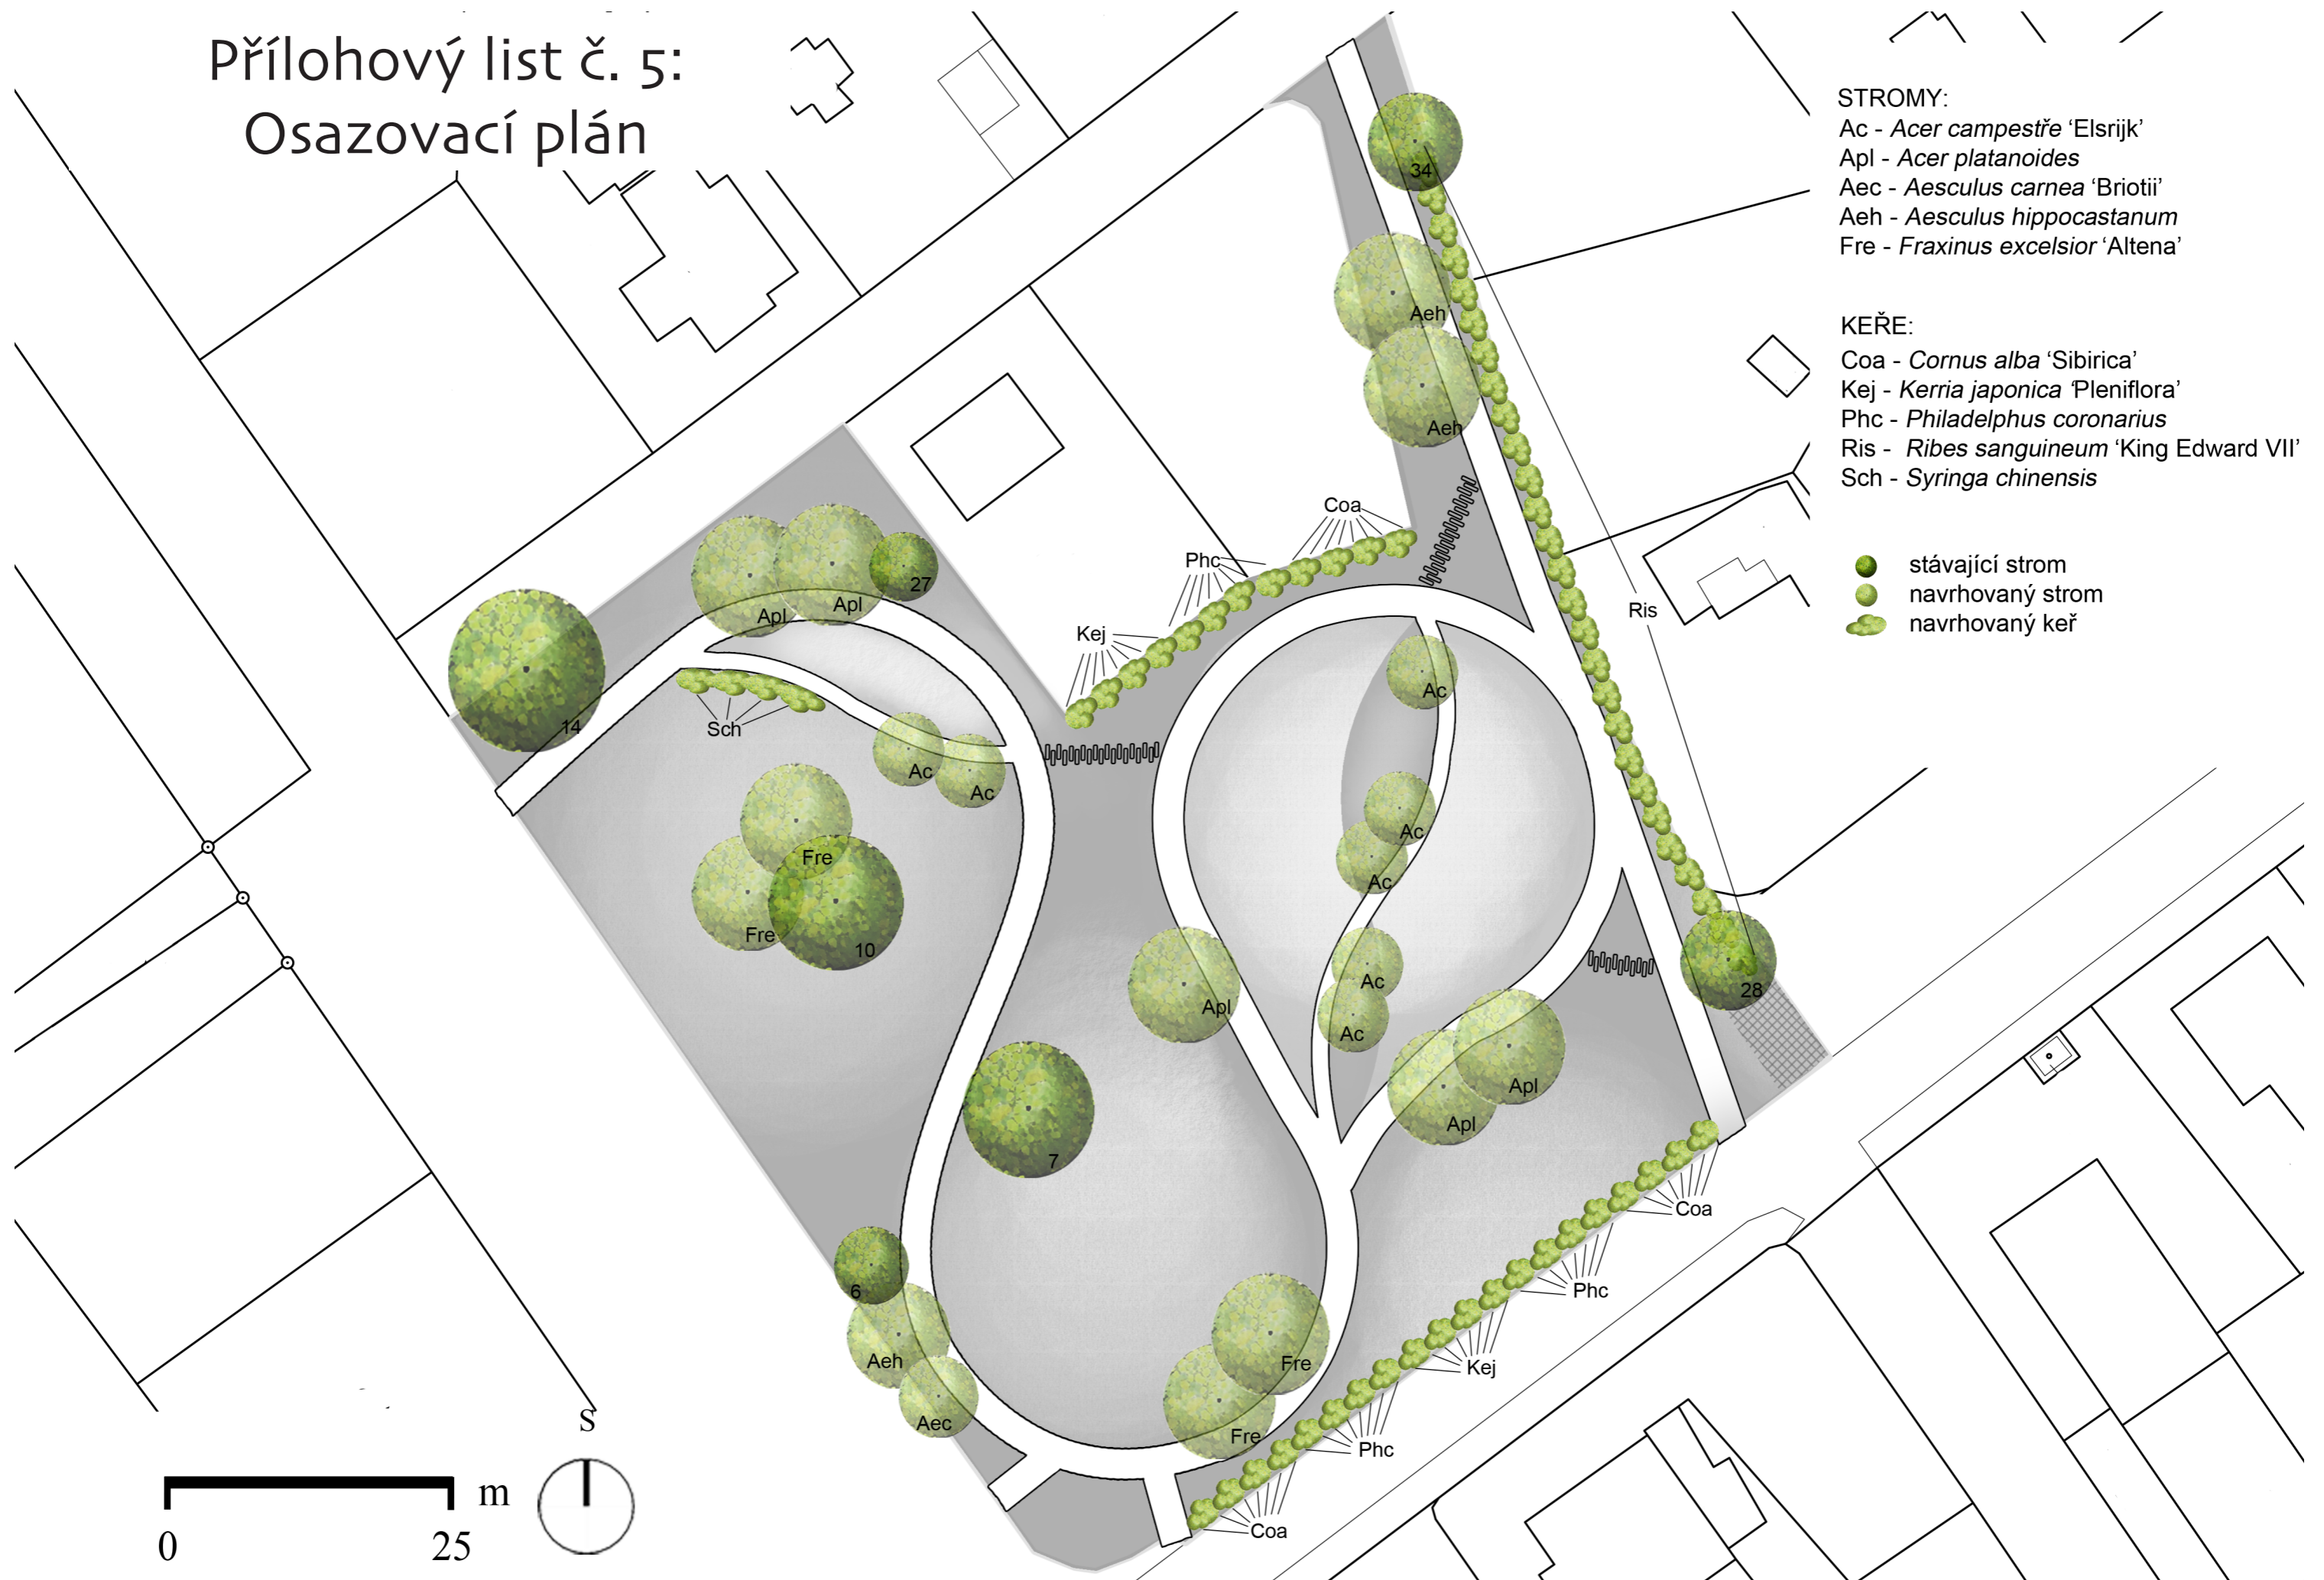 Přílohový list č. 5:
Osazovací plán
STROMY:
Ac - Acer campestře ‘Elsrijk’
Apl - Acer platanoides
Aec - Aesculus carnea ‘Briotii’
Aeh - Aesculus hippocastanum
Fre - Fraxinus excelsior ‘Altena’
KEŘE:
Coa - Cornus alba ‘Sibirica’
Kej - Kerria japonica ‘Pleniflora’
Phc - Philadelphus coronarius
Ris - Ribes sanguineum ‘King Edward VII’
Sch - Syringa chinensis
stávající strom
navrhovaný strom
navrhovaný keř
34
Aeh
Aeh
Coa
Phc
27
Apl
Apl
Ris
Kej
Ac
14
Sch
Ac
Ac
Ac
Fre
Ac
Fre
10
Ac
28
Apl
Ac
Apl
Apl
7
Coa
6
Phc
Aeh
Fre
Kej
Aec
Fre
Phc
Coa
S
m
0
25